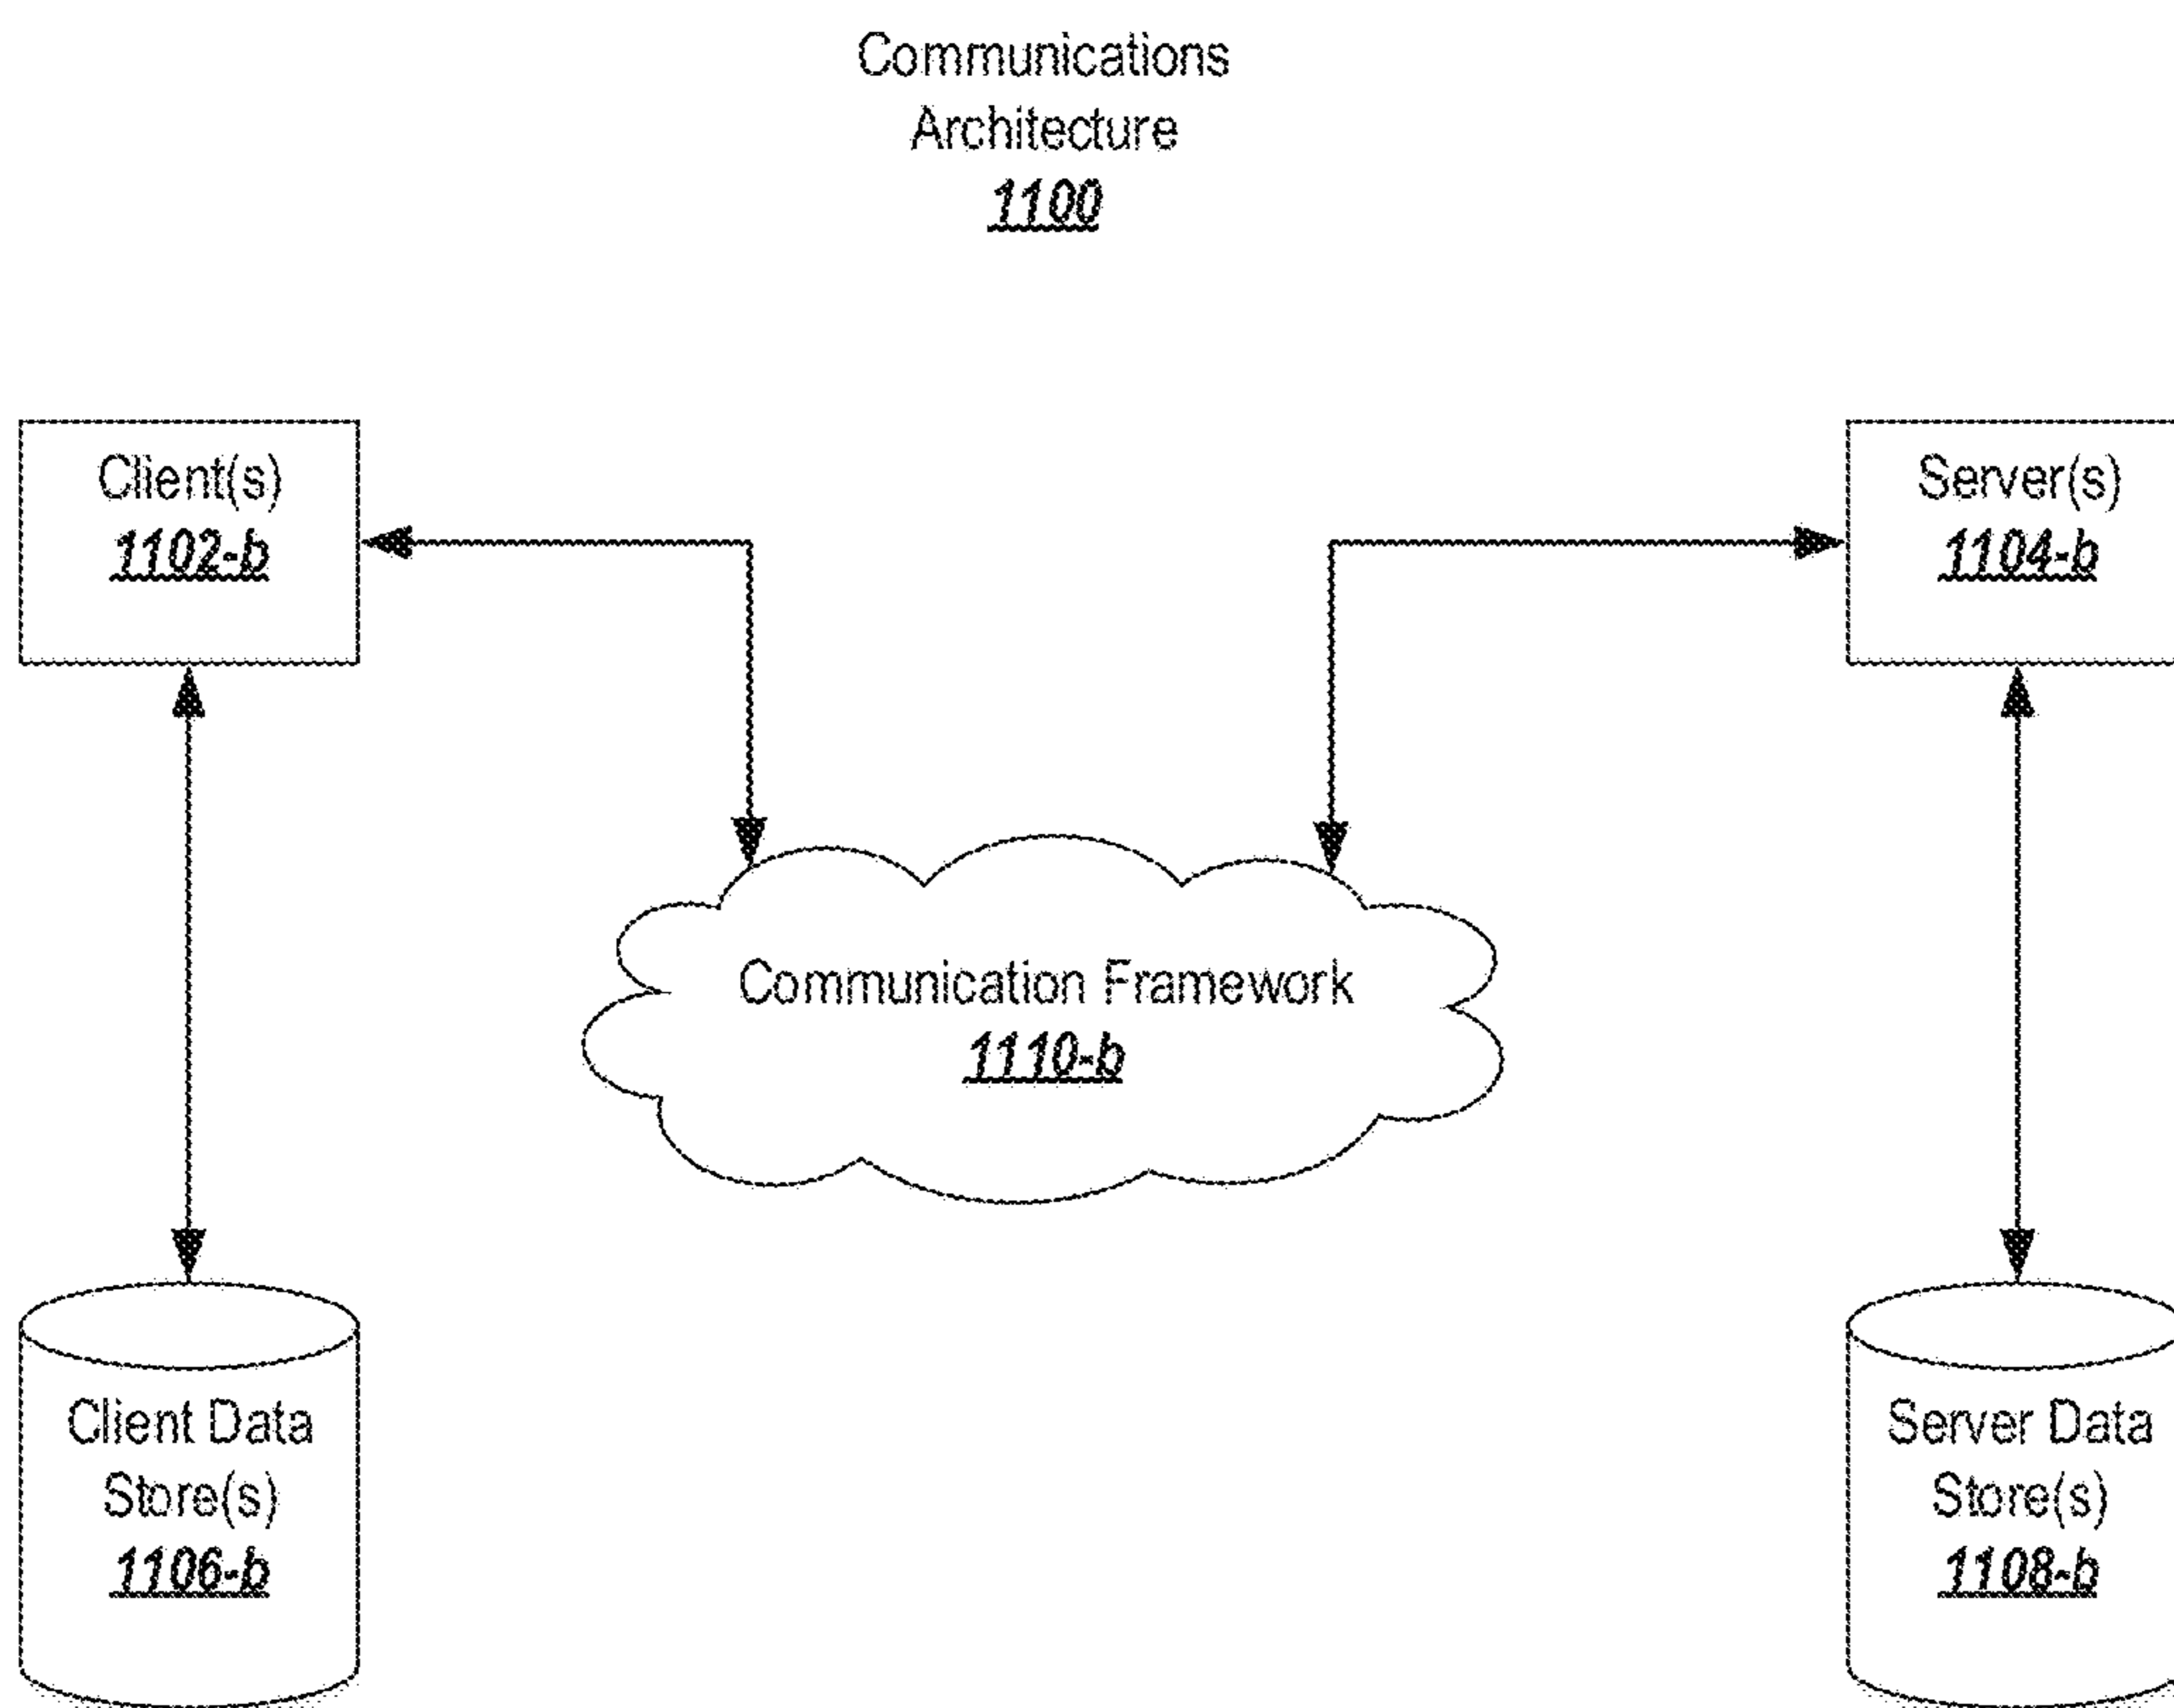 Communications
Architecture
1100
Client(s)
1102-b
Server(s)
1104-b
Communication Framework
1110-b
Client Data
Store(s)
1106-b
Server Data
Store(s)
1108-b